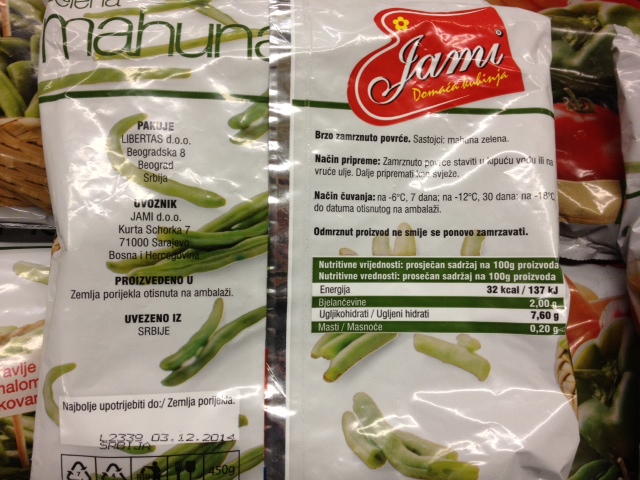 zelena
mahuna
PAKUJE
LIBERTAS d.o.o.
Beogradska 8
Beograd
Srbija
UVOZNIK
JAMI d.o.o.
Kurta Schorka 7
71000 Sarajevo
Bosna i Hercegovina
PROIZVEDENO U
Zemlja porijekla otisnuta na ambalaži.
UVEZENO IZ
SRBIJE
Najbolje upotrijebiti do:/ Zemlja porijekla.
L2339 03.12.2014
SRBIJA
450g
Jami
Domaća kuhinja
Brzo zamrznuto povrće. Sastojci: mahuna zelena.
Način pripreme: Zamrznuto povrće staviti u kipuću vodu ili na
vruće ulje. Dalje pripremati kao svježe.
Način čuvanja: na -6°C, 7 dana; na -12°C, 30 dana: na -18°C
do datuma otisnutog na ambalaži.
Odmrznut proizvod ne smije se ponovo zamrzavati.
Nutritivne vrijednosti: prosječan sadržaj na 100g proizvoda
Nutritivne vrednosti: prosečan sadržaj na 100g proizvoda
Energija 32 kcal / 137 kJ
Bjelančevine 2,00 g
Ugljikohidrati / Ugljeni hidrati 7,60 g
Masti / Masnoće 0,20 g